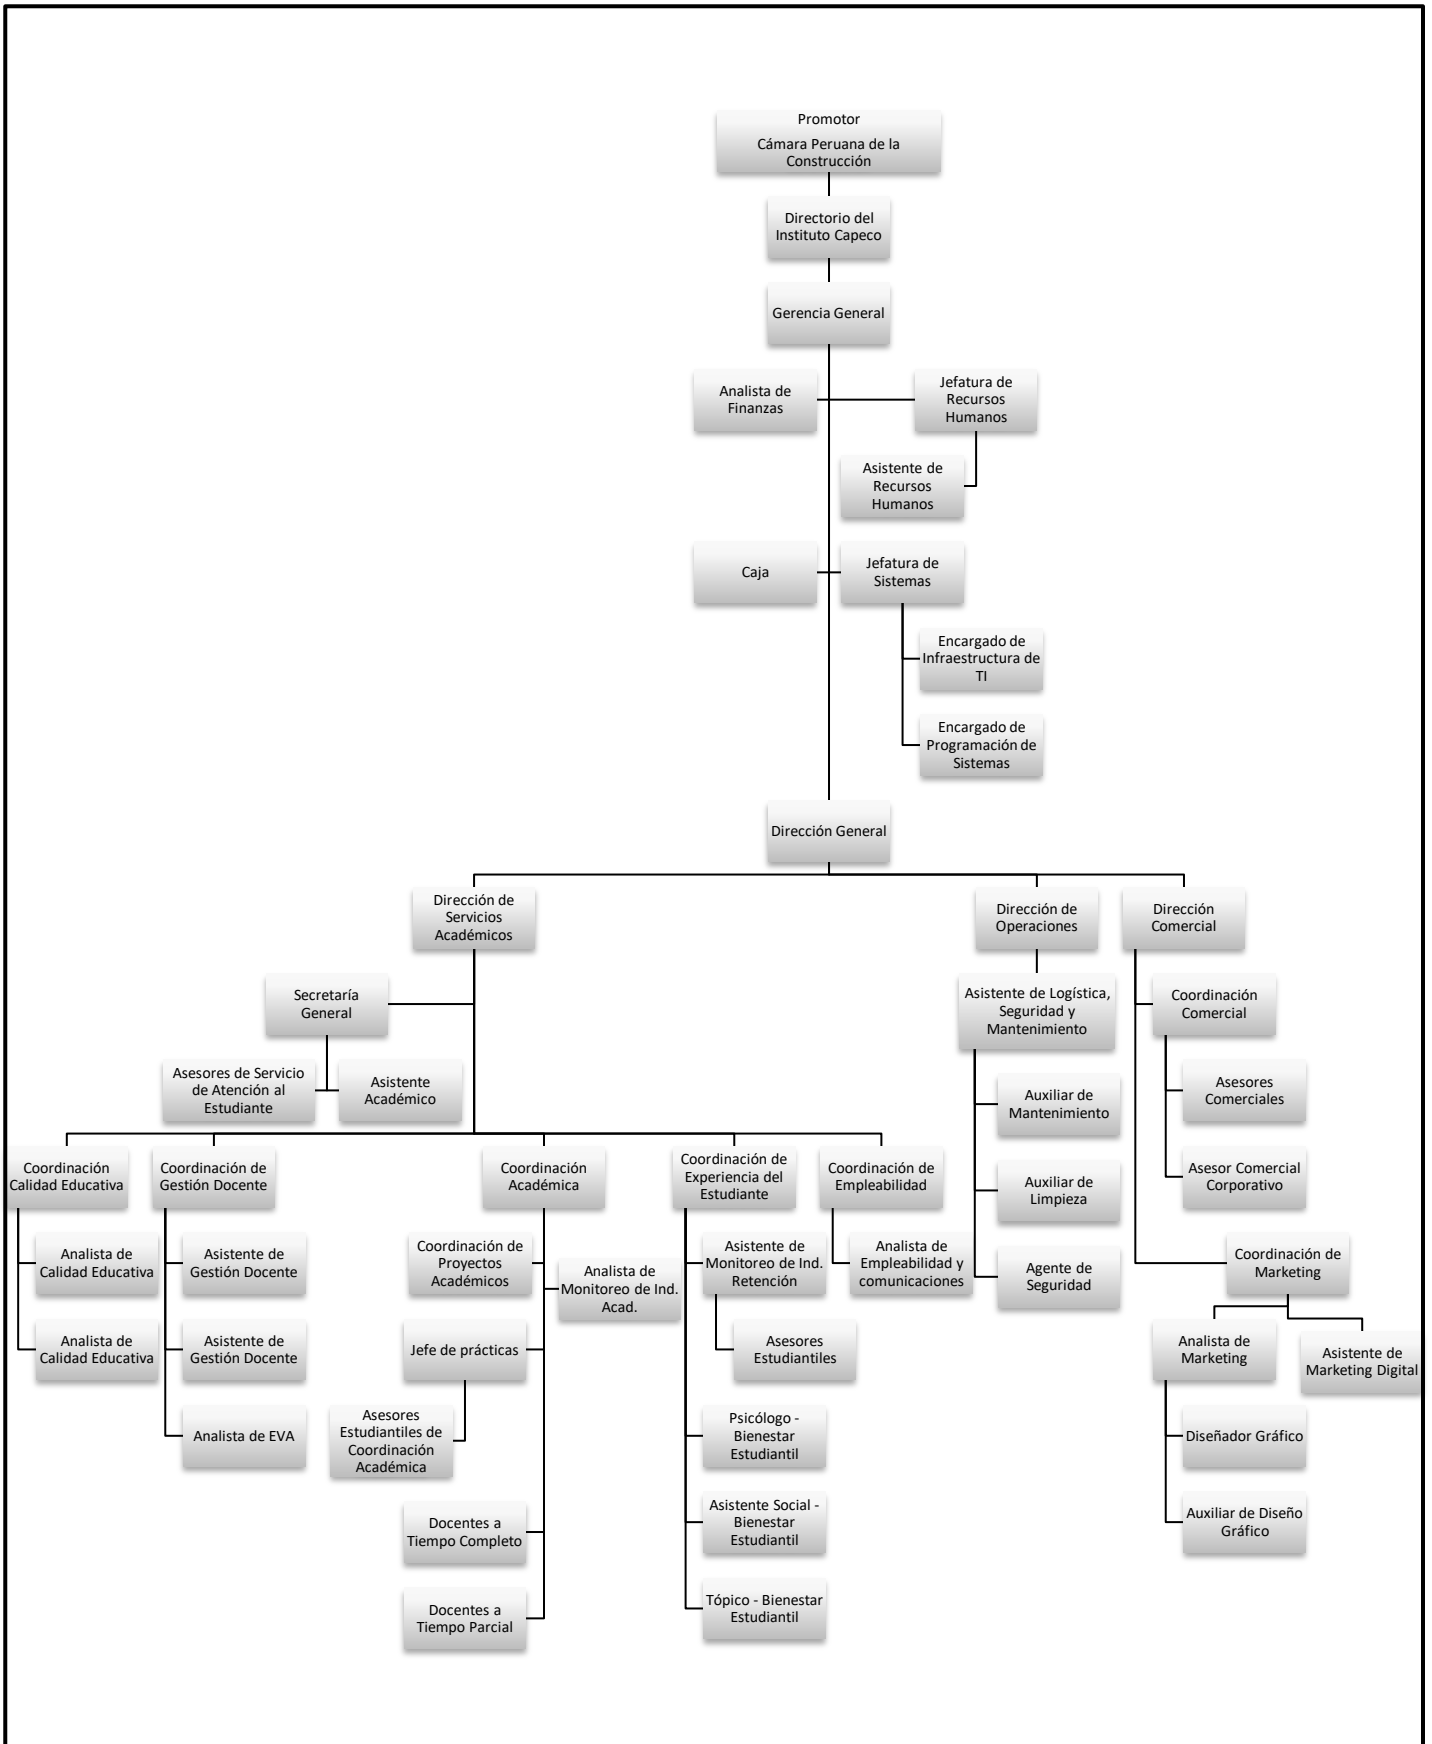 Promotor
Cámara Peruana de la
Construcción
Directorio del
Instituto Capeco
Gerencia General
Analista de
Finanzas
Jefatura de
Recursos
Humanos
Asistente de
Recursos
Humanos
Caja
Jefatura de
Sistemas
Encargado de
Infraestructura de
TI
Encargado de
Programación de
Sistemas
Dirección General
Dirección de
Servicios
Académicos
Dirección de
Operaciones
Dirección
Comercial
Secretaría
General
Asesores de Servicio
de Atención al
Estudiante
Asistente
Académico
Asistente de Logística,
Seguridad y
Mantenimiento
Auxiliar de
Mantenimiento
Auxiliar de
Limpieza
Agente de
Seguridad
Coordinación
Comercial
Asesores
Comerciales
Asesor Comercial
Corporativo
Coordinación de
Marketing
Analista de
Marketing
Asistente de
Marketing Digital
Diseñador Gráfico
Auxiliar de Diseño
Gráfico
Coordinación
Calidad Educativa
Analista de
Calidad Educativa
Analista de
Calidad Educativa
Coordinación de
Gestión Docente
Asistente de
Gestión Docente
Asistente de
Gestión Docente
Analista de EVA
Coordinación
Académica
Coordinación de
Proyectos
Académicos
Analista de
Monitoreo de Ind.
Acad.
Jefe de prácticas
Asesores
Estudiantiles de
Coordinación
Académica
Docentes a
Tiempo Completo
Docentes a
Tiempo Parcial
Coordinación de
Experiencia del
Estudiante
Asistente de
Monitoreo de Ind.
Retención
Asesores
Estudiantiles
Psicólogo -
Bienestar
Estudiantil
Asistente Social -
Bienestar
Estudiantil
Tópico - Bienestar
Estudiantil
Coordinación de
Empleabilidad
Analista de
Empleabilidad y
comunicaciones